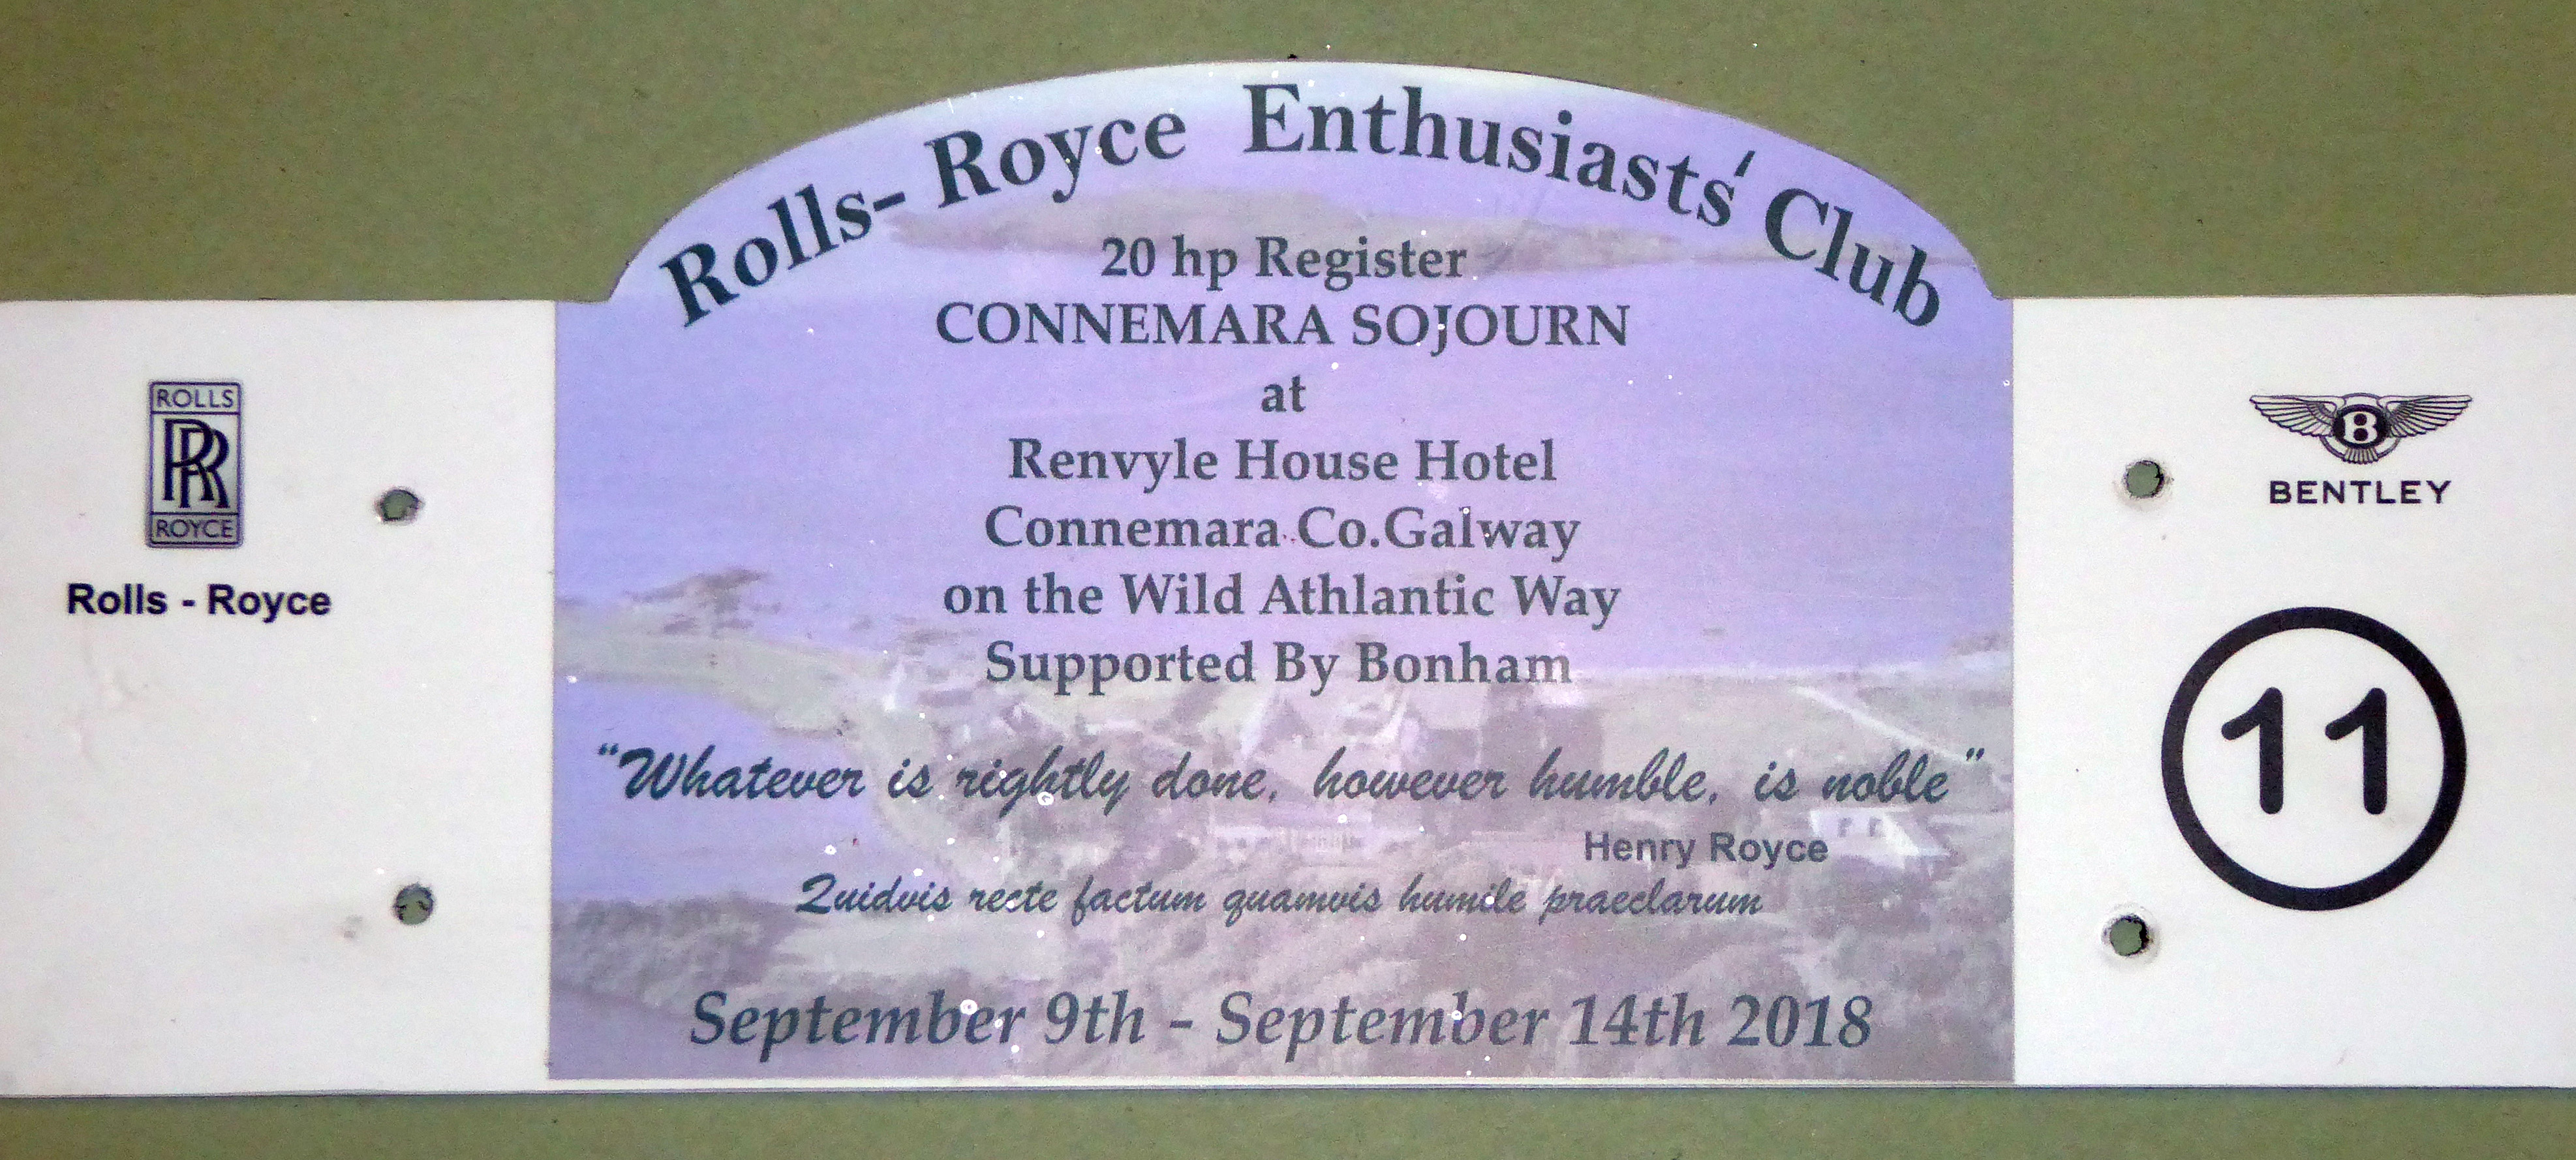 Rolls- Royce Enthusiasts' Club
20 hp Register
CONNEMARA SOJOURN
at
Renvyle House Hotel
Connemara Co.Galway
on the Wild Athlantic Way
Supported By Bonham
"Whatever is rightly done, however humble, is noble"
Henry Royce
Quidvis recte factum quamvis humile praeclarum
September 9th - September 14th 2018
ROLLS
RR
ROYCE
Rolls - Royce
B
BENTLEY
11